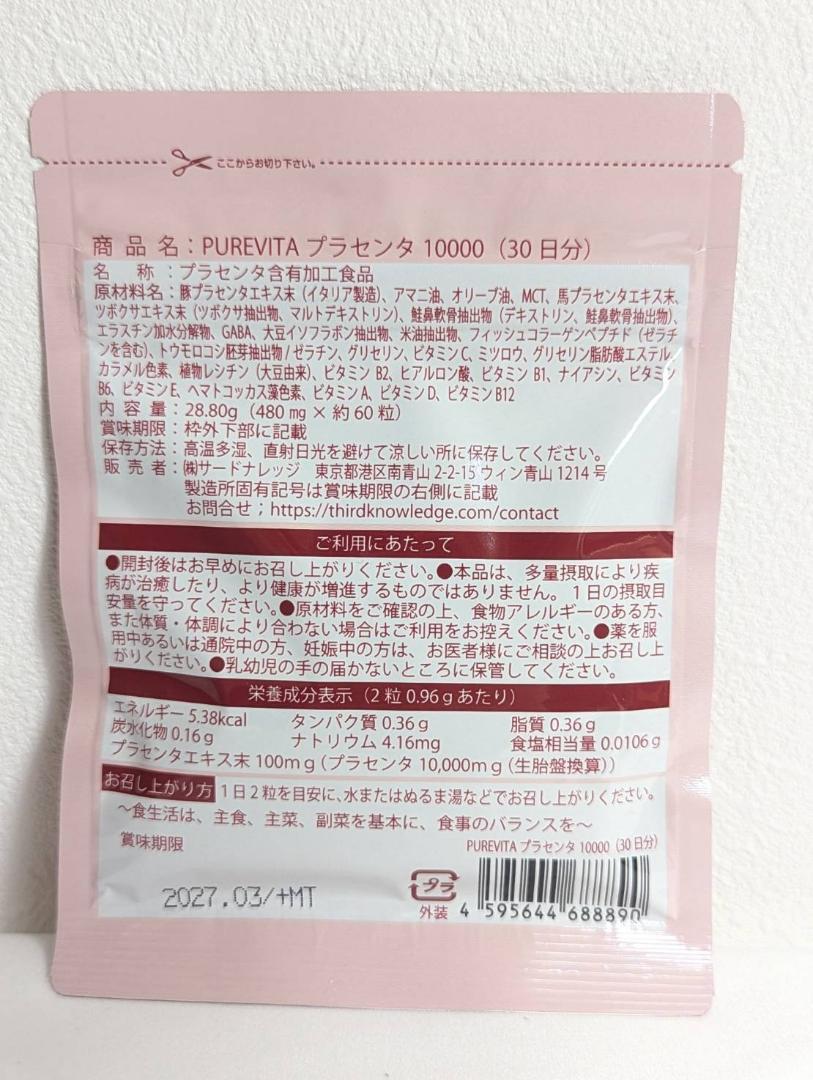 ここからお切り下さい。
商品名:PUREVITA プラセンタ 10000(30日分)
名称:プラセンタ含有加工食品
原材料名:豚プラセンタエキス末(イタリア製造)、アマニ油、オリーブ油、MCT、馬プラセンタエキス末、
ツボクサエキス末(ツボクサ抽出物、マルトデキストリン)、鮭鼻軟骨抽出物(デキストリン、鮭鼻軟骨抽出物)、
エラスチン加水分解物、GABA、大豆イソフラボン抽出物、米油抽出物、フィッシュコラーゲンペプチド(ゼラチ
ンを含む)、トウモロコシ胚芽抽出物/ゼラチン、グリセリン、ビタミンC、ミツロウ、グリセリン脂肪酸エステル、
カラメル色素、植物レシチン(大豆由来)、ビタミン B2、ヒアルロン酸、ビタミン B1、ナイアシン、ビタミン
B6、ビタミンE、ヘマトコッカス藻色素、ビタミンA、ビタミンD、ビタミンB12
内容量:28.80g(480㎎×約60粒)
賞味期限:枠外下部に記載
保存方法:高温多湿、直射日光を避けて涼しい所に保存してください。
販売者:㈱サードナレッジ 東京都港区南青山2-2-15 ウィン青山 1214号
製造所固有記号は賞味期限の右側に記載
お問合せ;https://thirdknowledge.com/contact
ご利用にあたって
●開封後はお早めにお召し上がりください。●本品は、多量摂取により疾
病が治癒したり、より健康が増進するものではありません。1日の摂取目
安量を守ってください。●原材料をご確認の上、食物アレルギーのある方、
また体質・体調により合わない場合はご利用をお控えください。●薬を服
用中あるいは通院中の方、妊娠中の方は、お医者様にご相談の上お召し上
がりください。●乳幼児の手の届かないところに保管してください。
栄養成分表示(2粒0.96gあたり)
エネルギー 5.38kcal タンパク質 0.36g 脂質 0.36g
炭水化物 0.16g ナトリウム 4.16mg 食塩相当量 0.0106g
プラセンタエキス末 100mg(プラセンタ 10,000mg(生胎盤換算))
お召し上がり方 1日2粒を目安に、水またはぬるま湯などでお召し上がりください。
～食生活は、主食、主菜、副菜を基本に、食事のバランスを～
賞味期限
PUREVITA プラセンタ 10000(30日分)
2027.03/+MT
プラ
外装
4 595644 688890